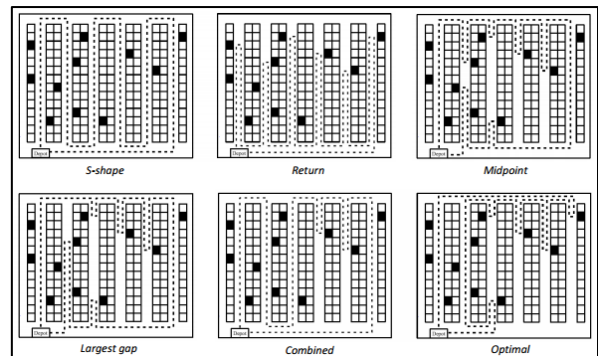 Depot
Depot
Depot
S-shape
Return
Midpoint
Depot
Depot
Depot
Largest gap
Combined
Optimal